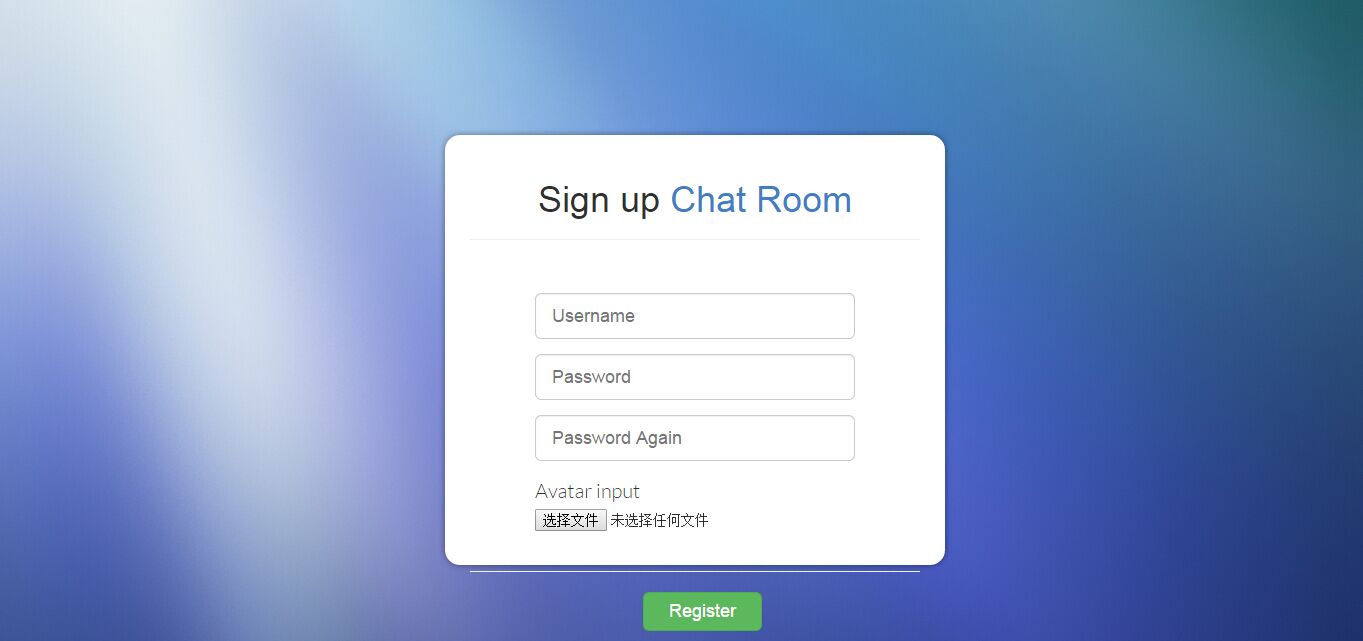 Sign up Chat Room
Username
Password
Password Again
Avatar input
选择文件 未选择任何文件
Register